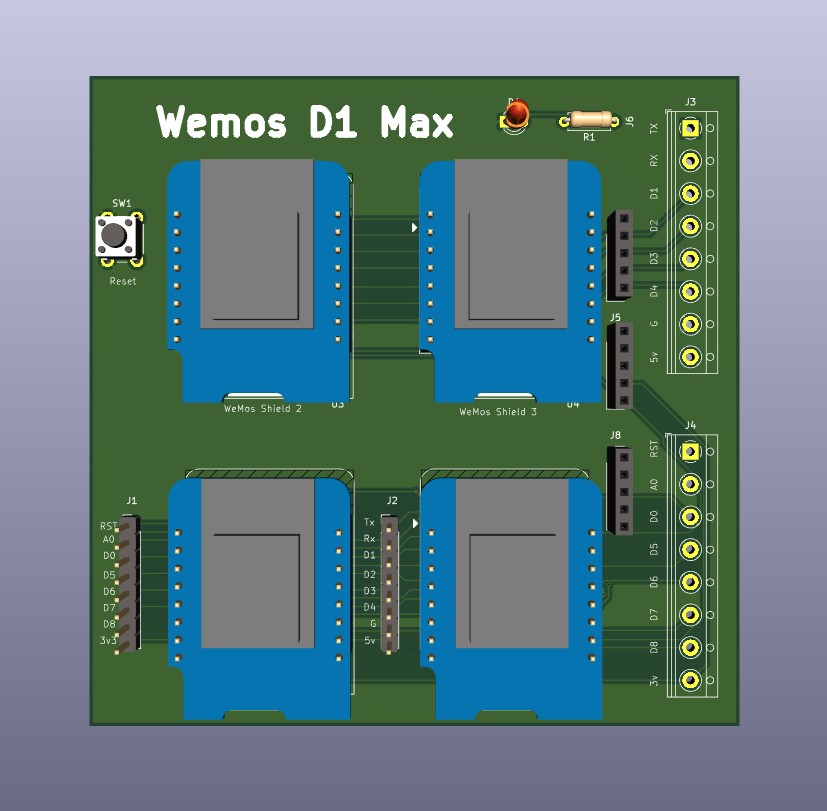 Wemos D1 Max
J3
TX
J6
R1
RX
SW1
D1
D2
D3
Reset
D4
G
J5
5v
WeMos Shield 2
U3
WeMos Shield 3
U4
J4
RST
J8
A0
J1
J2
D0
RST
A0
D0
D5
D6
D7
D8
3v3
Tx
Rx
D1
D2
D3
D4
G
5v
D5
D6
D7
D8
3v